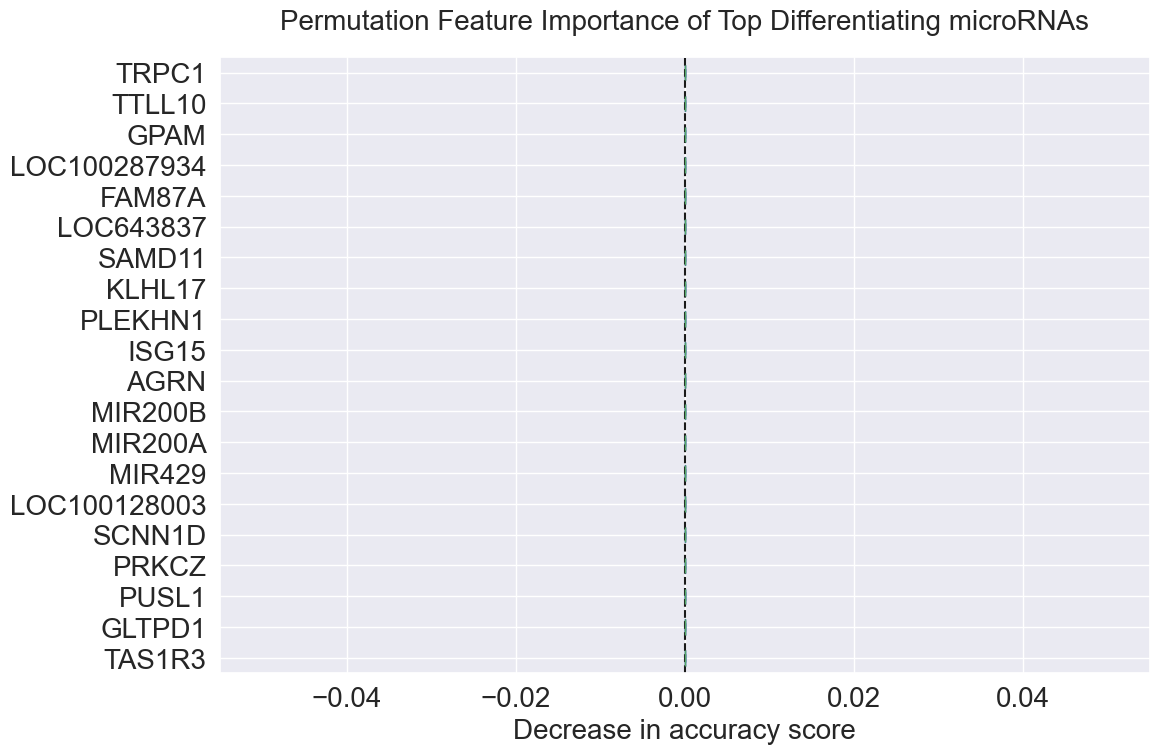 Permutation Feature Importance of Top Differentiating microRNAs
TRPC1
TTLL10
GPAM
LOC100287934
FAM87A
LOC643837
SAMD11
KLHL17
PLEKHN1
ISG15
AGRN
MIR200B
MIR200A
MIR429
LOC100128003
SCNN1D
PRKCZ
PUSL1
GLTPD1
TAS1R3
−0.04 −0.02 0.00 0.02 0.04
Decrease in accuracy score